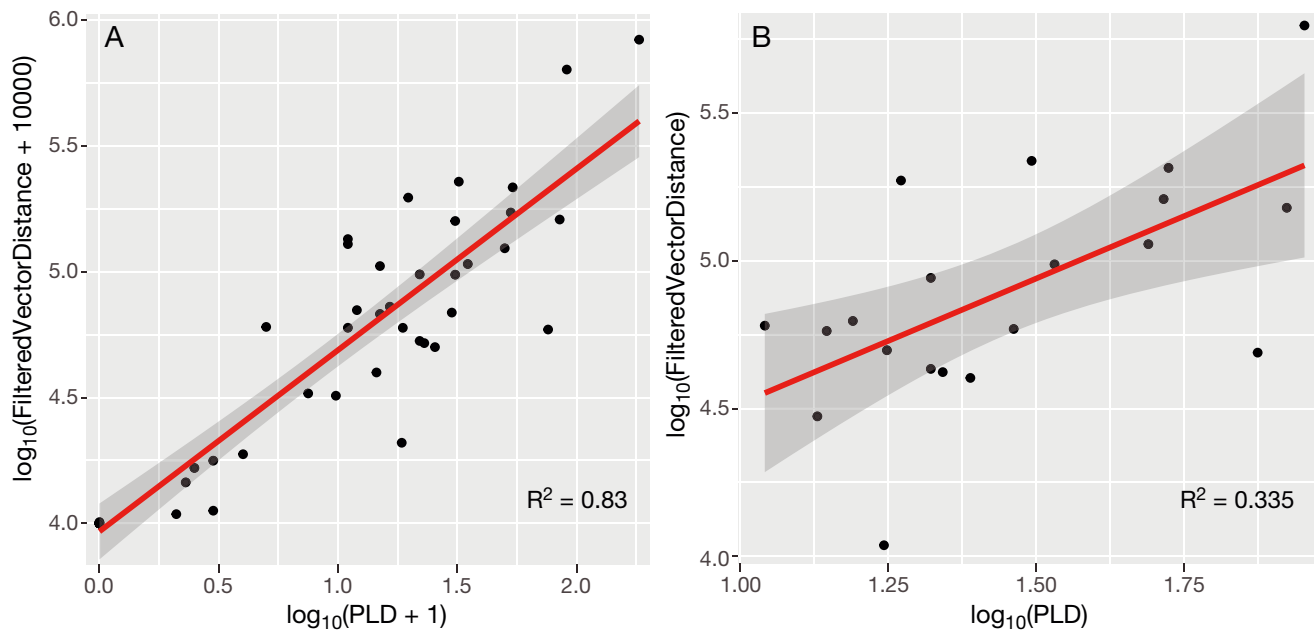 A
log₁₀(FilteredVectorDistance + 10000)
6.0
5.5
5.0
4.5
4.0
R² = 0.83
0.0 0.5 1.0 1.5 2.0
log₁₀(PLD + 1)
B
log₁₀(FilteredVectorDistance)
5.5
5.0
4.5
4.0
R² = 0.335
1.00 1.25 1.50 1.75
log₁₀(PLD)